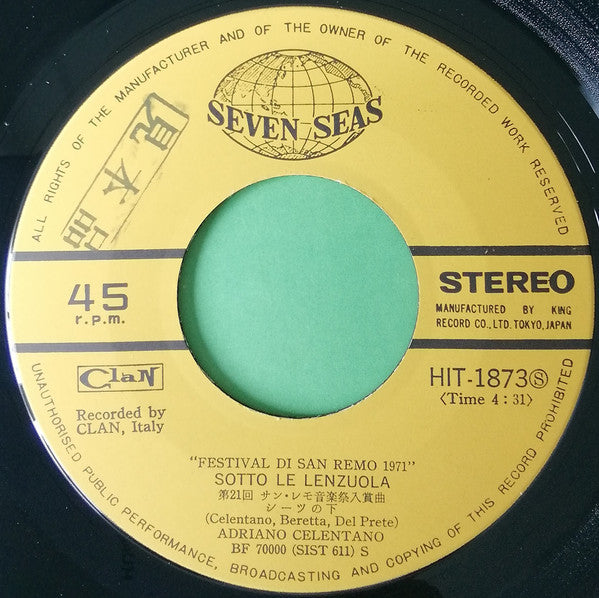 ALL RIGHTS OF THE MANUFACTURER AND OF THE OWNER OF THE RECORDED WORK RESERVED
SEVEN SEAS
見本品
45
r.p.m.
STEREO
MANUFACTURED BY KING
RECORD CO.,LTD. TOKYO,JAPAN
Clan
Recorded by
CLAN, Italy
HIT-1873Ⓢ
〈Time 4 : 31〉
"FESTIVAL DI SAN REMO 1971"
SOTTO LE LENZUOLA
第21回 サン・レモ音楽祭入賞曲
シーツの下
(Celentano, Beretta, Del Prete)
ADRIANO CELENTANO
BF 70000 (SIST 611) S
UNAUTHORISED PUBLIC PERFORMANCE, BROADCASTING AND COPYING OF THIS RECORD PROHIBITED